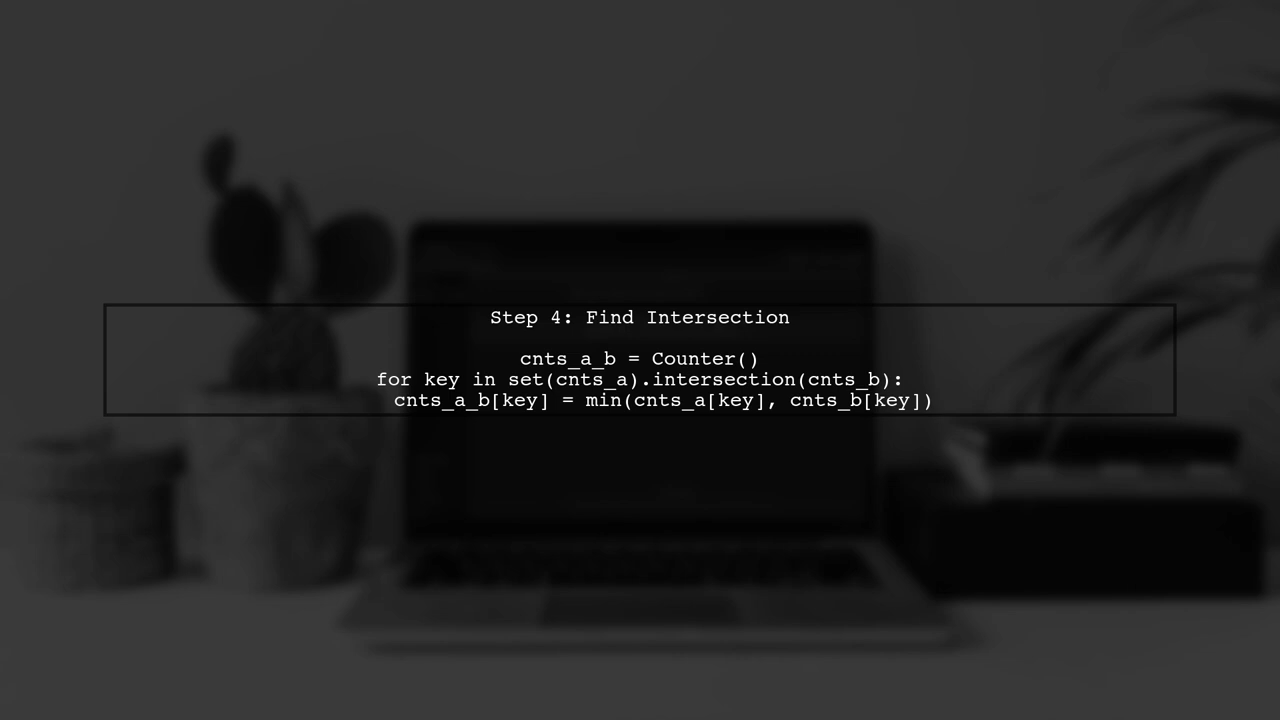 Step 4: Find Intersection
cnts_a_b = Counter()
for key in set(cnts_a).intersection(cnts_b):
    cnts_a_b[key] = min(cnts_a[key], cnts_b[key])